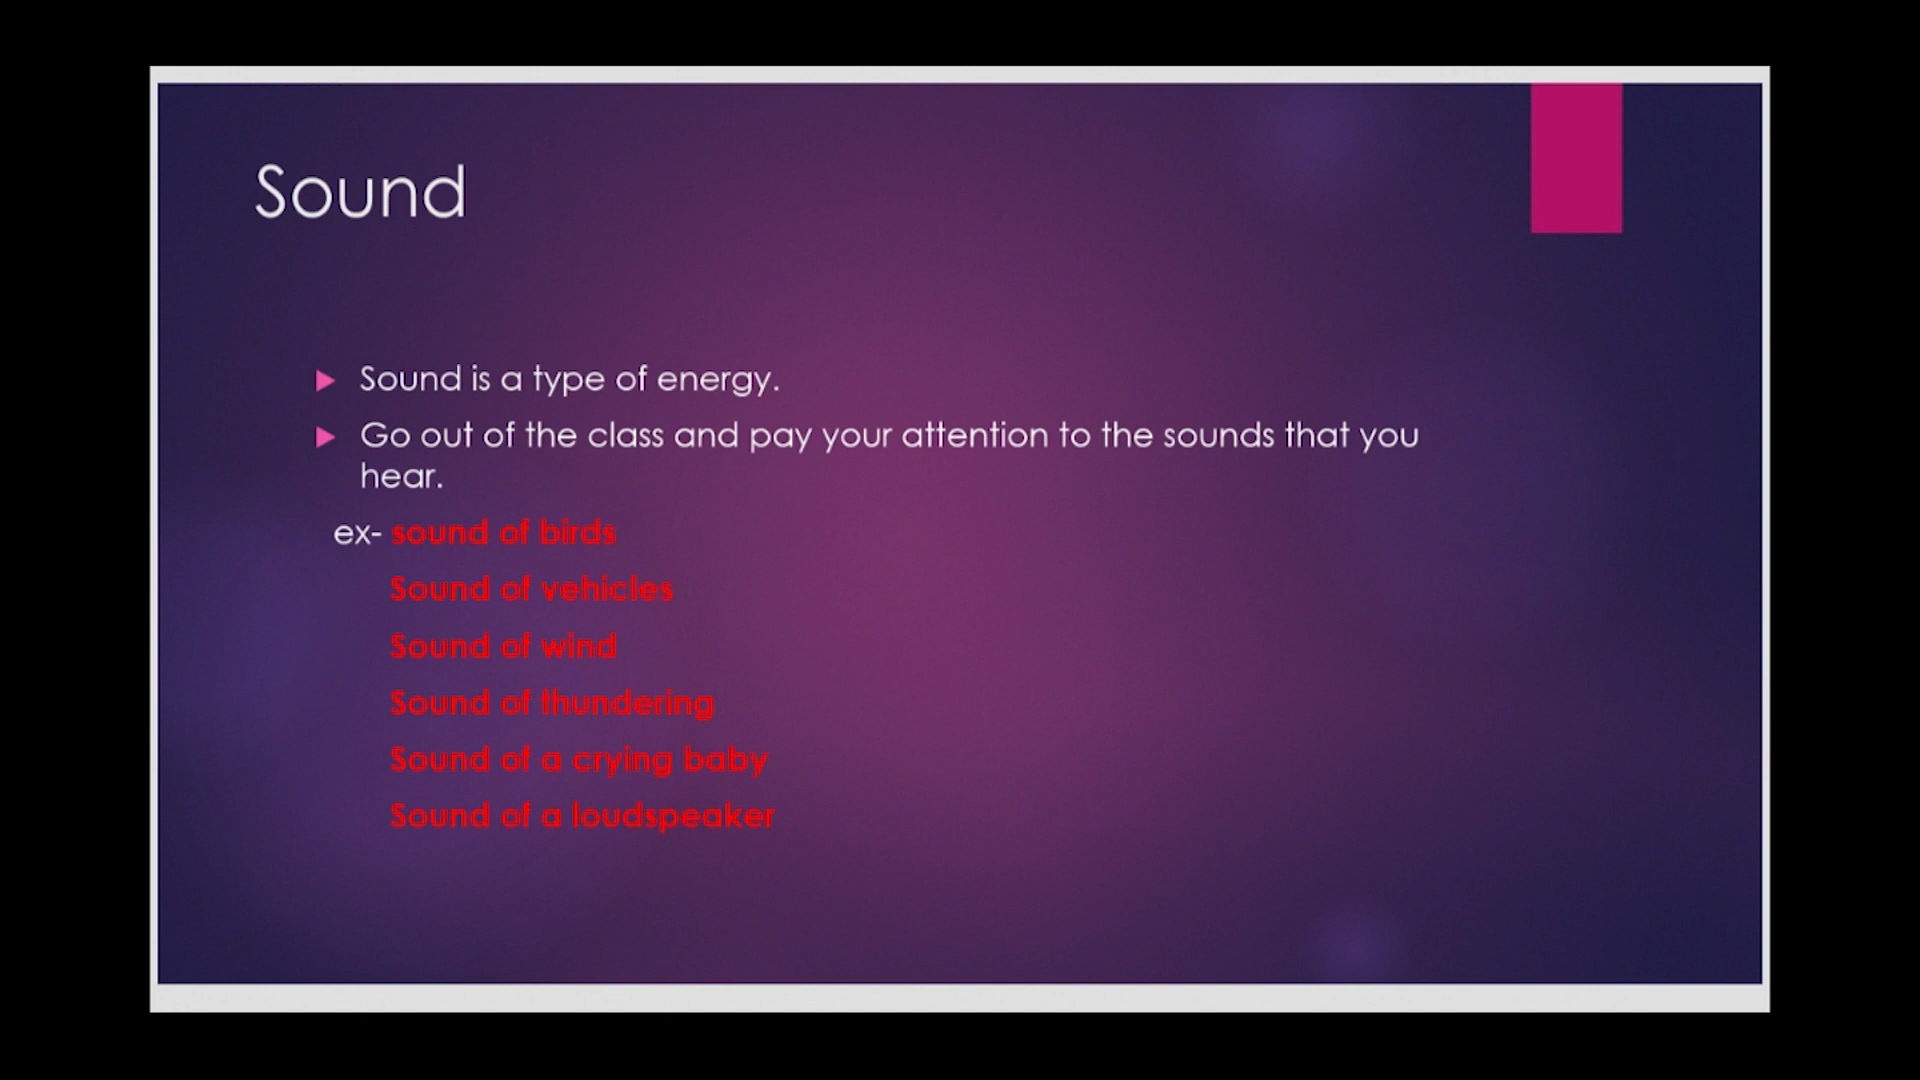 Sound
Sound is a type of energy.
Go out of the class and pay your attention to the sounds that you
hear.
ex- sound of birds
Sound of vehicles
Sound of wind
Sound of thundering
Sound of a crying baby
Sound of a loudspeaker